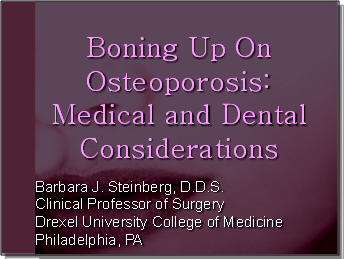 Boning Up On
Osteoporosis:
Medical and Dental
Considerations
Barbara J. Steinberg, D.D.S.
Clinical Professor of Surgery
Drexel University College of Medicine
Philadelphia, PA